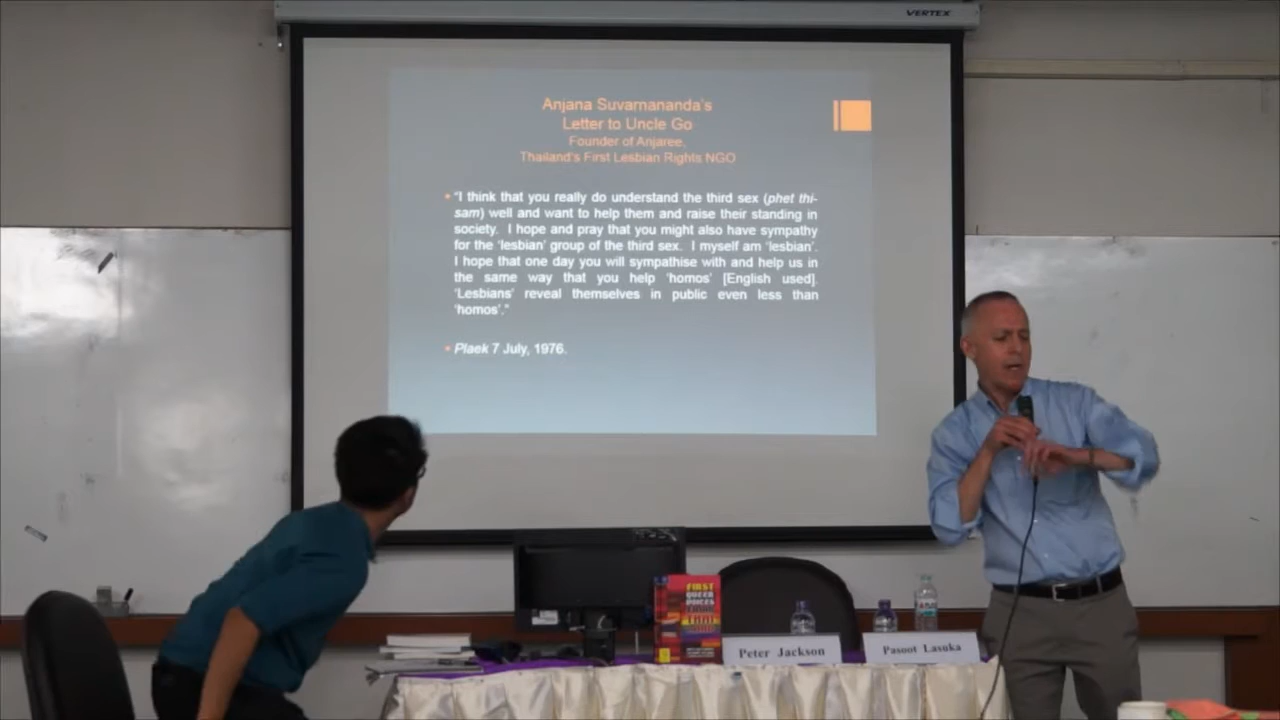 VERTEX
Anjana Suvarnananda's
Letter to Uncle Go
Founder of Anjaree,
Thailand's First Lesbian Rights NGO
"I think that you really do understand the third sex (phet thi-
sam) well and want to help them and raise their standing in
society. I hope and pray that you might also have sympathy
for the 'lesbian' group of the third sex. I myself am 'lesbian'.
I hope that one day you will sympathise with and help us in
the same way that you help 'homos' [English used].
'Lesbians' reveal themselves in public even less than
'homos'."
Plaek 7 July, 1976.
FIRST
QUEER
VOICES
THAI
Peter Jackson
Pasoot Lasuka